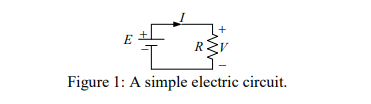 I
E + −
R + V −
Figure 1: A simple electric circuit.